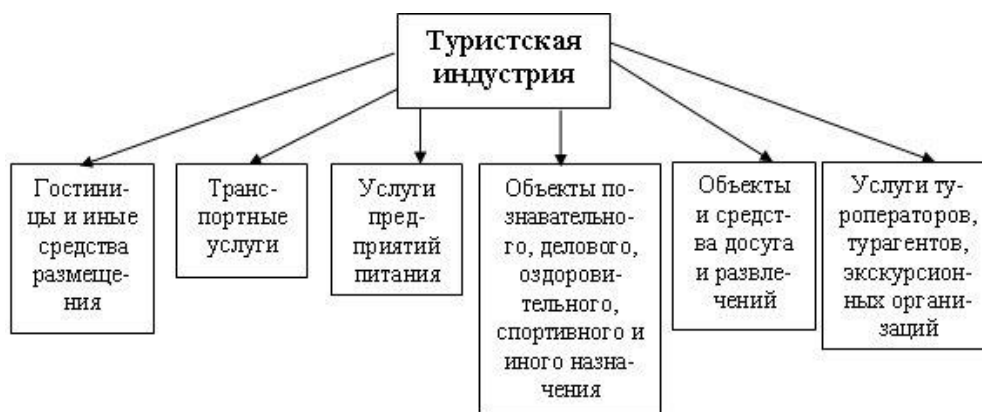 Туристская
индустрия
Гостини-
цы и иные
средства
размеще-
ния
Транс-
портные
услуги
Услуги
пред-
приятий
питания
Объекты по-
знавательно-
го, делового,
оздорови-
тельного,
спортивного и
иного назна-
чения
Объекты
и средст-
ва досуга
и развле-
чений
Услуги ту-
роператоров,
турагентов,
экскурсион-
ных органи-
заций